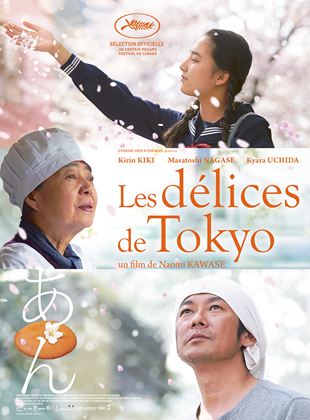 SÉLECTION OFFICIELLE
UN CERTAIN REGARD
FESTIVAL DE CANNES
Kirin KIKI Masatoshi NAGASE Kyara UCHIDA
Les délices
de Tokyo
un film de Naomi KAWASE
あん